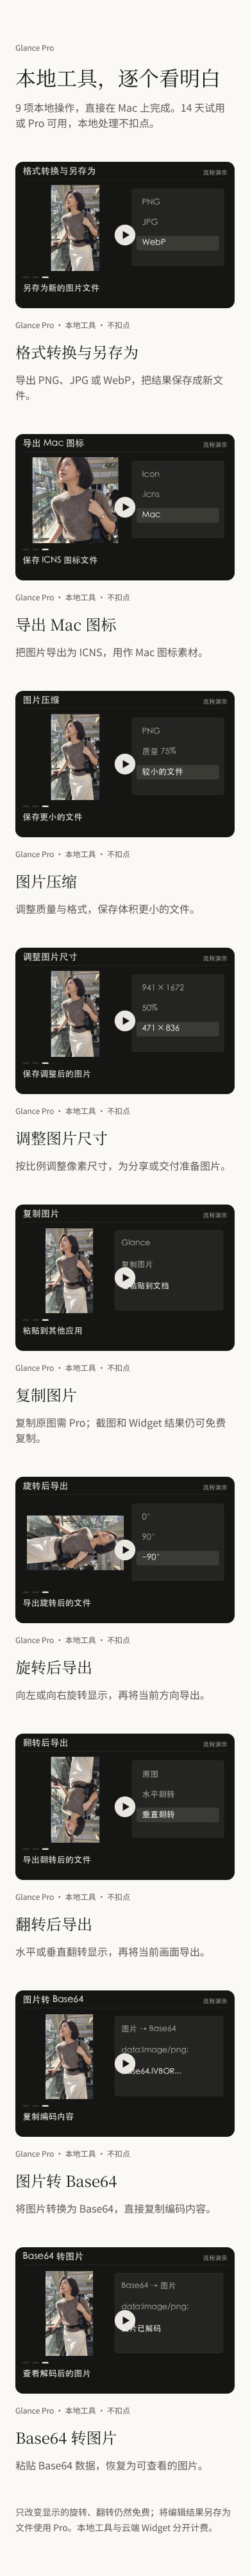 Glance Pro
本地工具，逐个看明白
9 项本地操作，直接在 Mac 上完成。14 天试用
或 Pro 可用，本地处理不扣点。
格式转换与另存为
流程演示
PNG
JPG
WebP
另存为新的图片文件
Glance Pro · 本地工具 · 不扣点
格式转换与另存为
导出 PNG、JPG 或 WebP，把结果保存成新文
件。
导出 Mac 图标
流程演示
Icon
.icns
Mac
保存 ICNS 图标文件
Glance Pro · 本地工具 · 不扣点
导出 Mac 图标
把图片导出为 ICNS，用作 Mac 图标素材。
图片压缩
流程演示
PNG
质量 75%
较小的文件
保存更小的文件
Glance Pro · 本地工具 · 不扣点
图片压缩
调整质量与格式，保存体积更小的文件。
调整图片尺寸
流程演示
941 × 1672
50%
471 × 836
保存调整后的图片
Glance Pro · 本地工具 · 不扣点
调整图片尺寸
按比例调整像素尺寸，为分享或交付准备图片。
复制图片
流程演示
Glance
复制图片
粘贴到文档
粘贴到其他应用
Glance Pro · 本地工具 · 不扣点
复制图片
复制原图需 Pro；截图和 Widget 结果仍可免费
复制。
旋转后导出
流程演示
0°
90°
−90°
导出旋转后的文件
Glance Pro · 本地工具 · 不扣点
旋转后导出
向左或向右旋转显示，再将当前方向导出。
翻转后导出
流程演示
原图
水平翻转
垂直翻转
导出翻转后的文件
Glance Pro · 本地工具 · 不扣点
翻转后导出
水平或垂直翻转显示，再将当前画面导出。
图片转 Base64
流程演示
图片 → Base64
data:image/png;
base64,iVBOR...
复制编码内容
Glance Pro · 本地工具 · 不扣点
图片转 Base64
将图片转换为 Base64，直接复制编码内容。
Base64 转图片
流程演示
Base64 → 图片
data:image/png;
图片已解码
查看解码后的图片
Glance Pro · 本地工具 · 不扣点
Base64 转图片
粘贴 Base64 数据，恢复为可查看的图片。
只改变显示的旋转、翻转仍然免费；将编辑结果另存为
文件使用 Pro。本地工具与云端 Widget 分开计费。